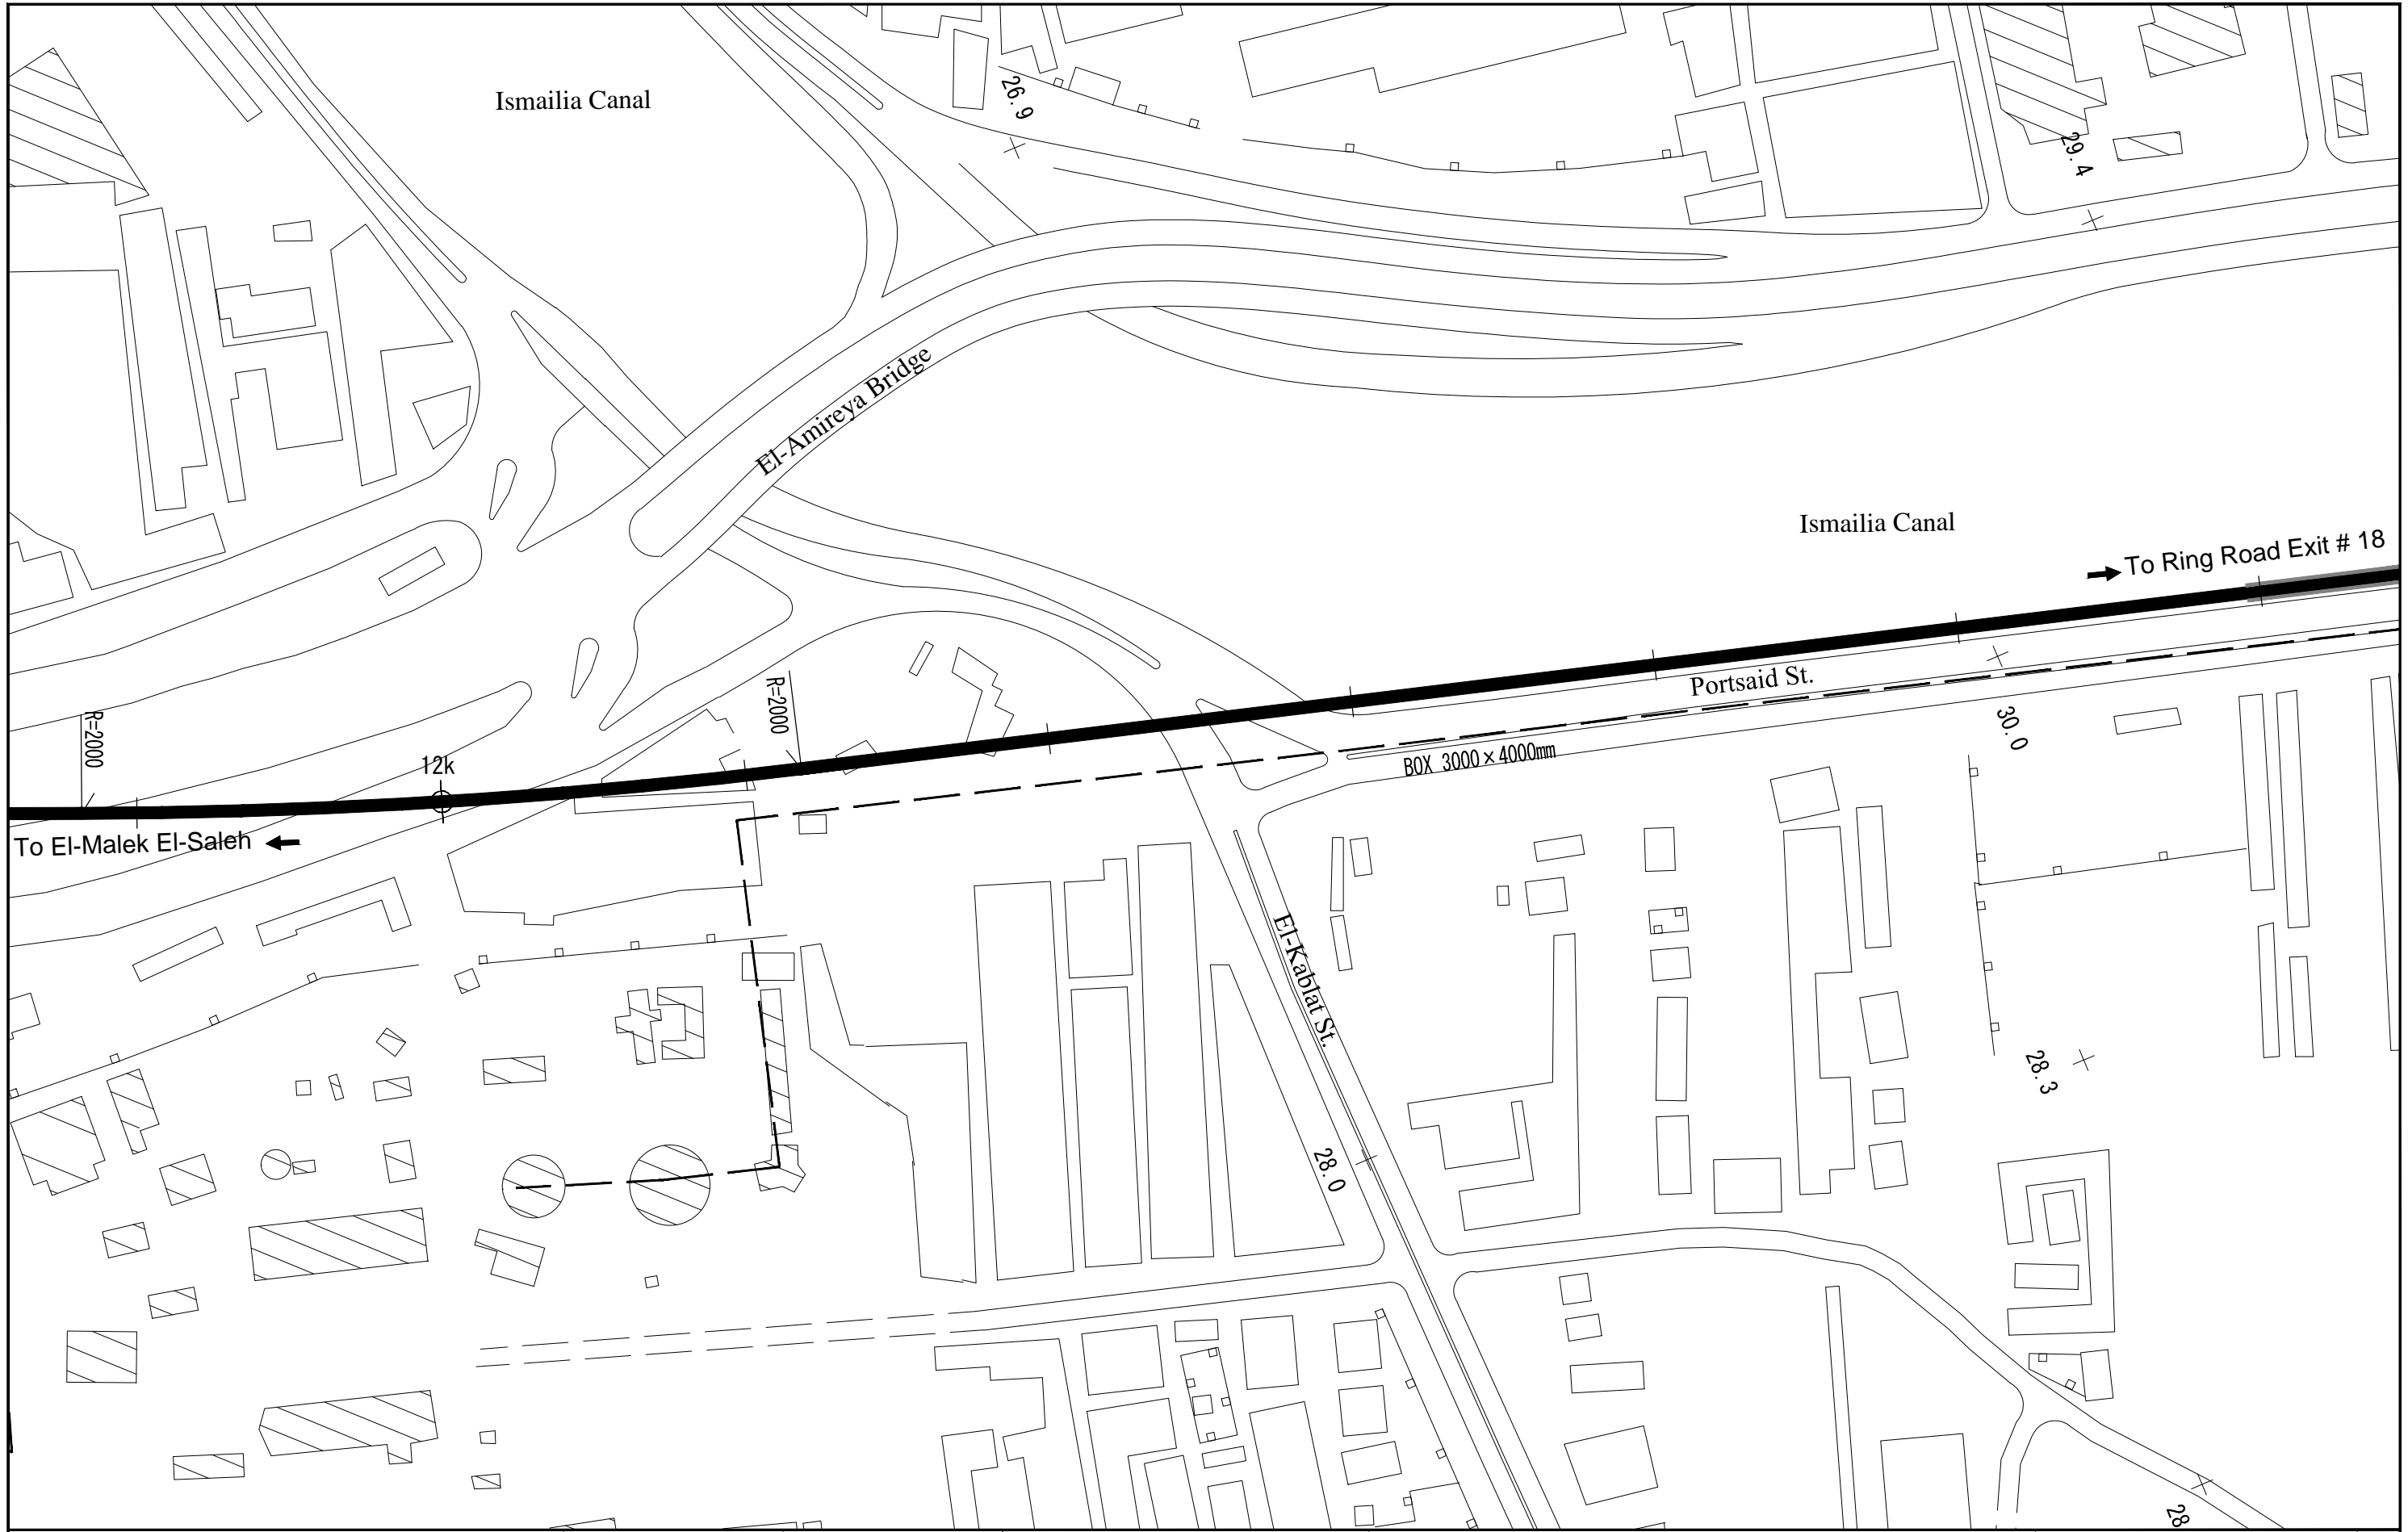 Ismailia Canal
26.9
29.4
El-Amireya Bridge
Ismailia Canal
To Ring Road Exit # 18
R=2000
R=2000
Portsaid St.
30.0
12k
BOX 3000×4000mm
To El-Malek El-Saleh
El-Kablat St.
28.3
28.0
28